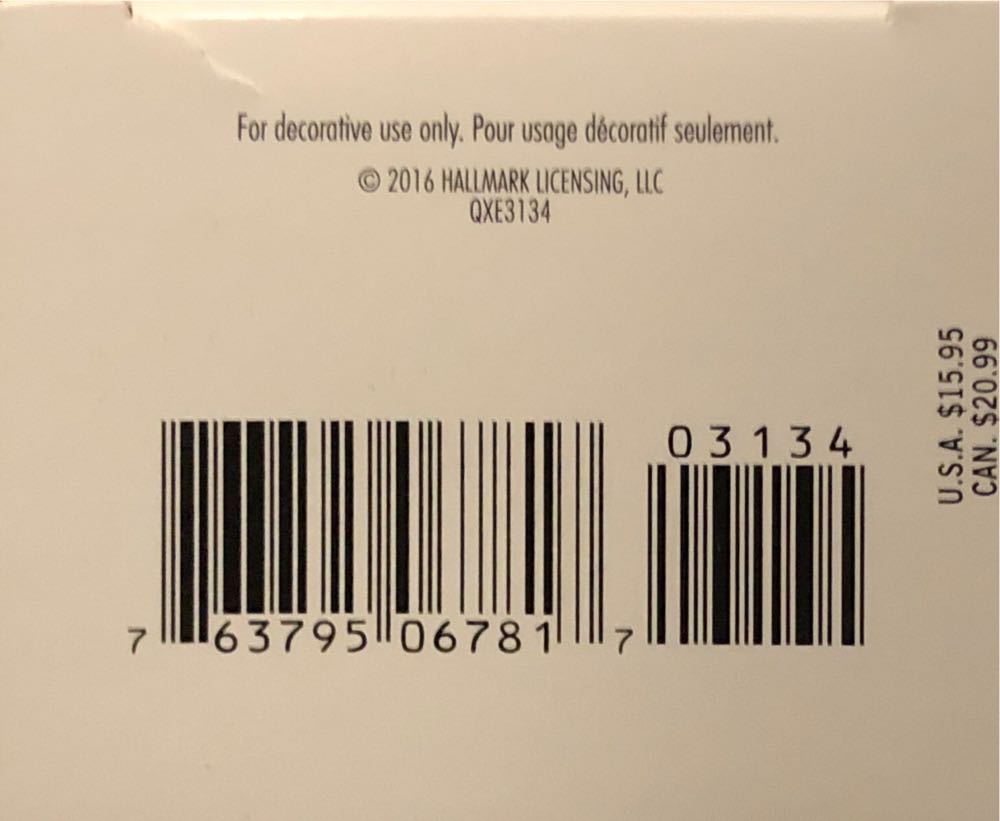 For decorative use only. Pour usage décoratif seulement.
© 2016 HALLMARK LICENSING, LLC
QXE3134
U.S.A. $15.95
CAN. $20.99
03134
7 63795 06781 7